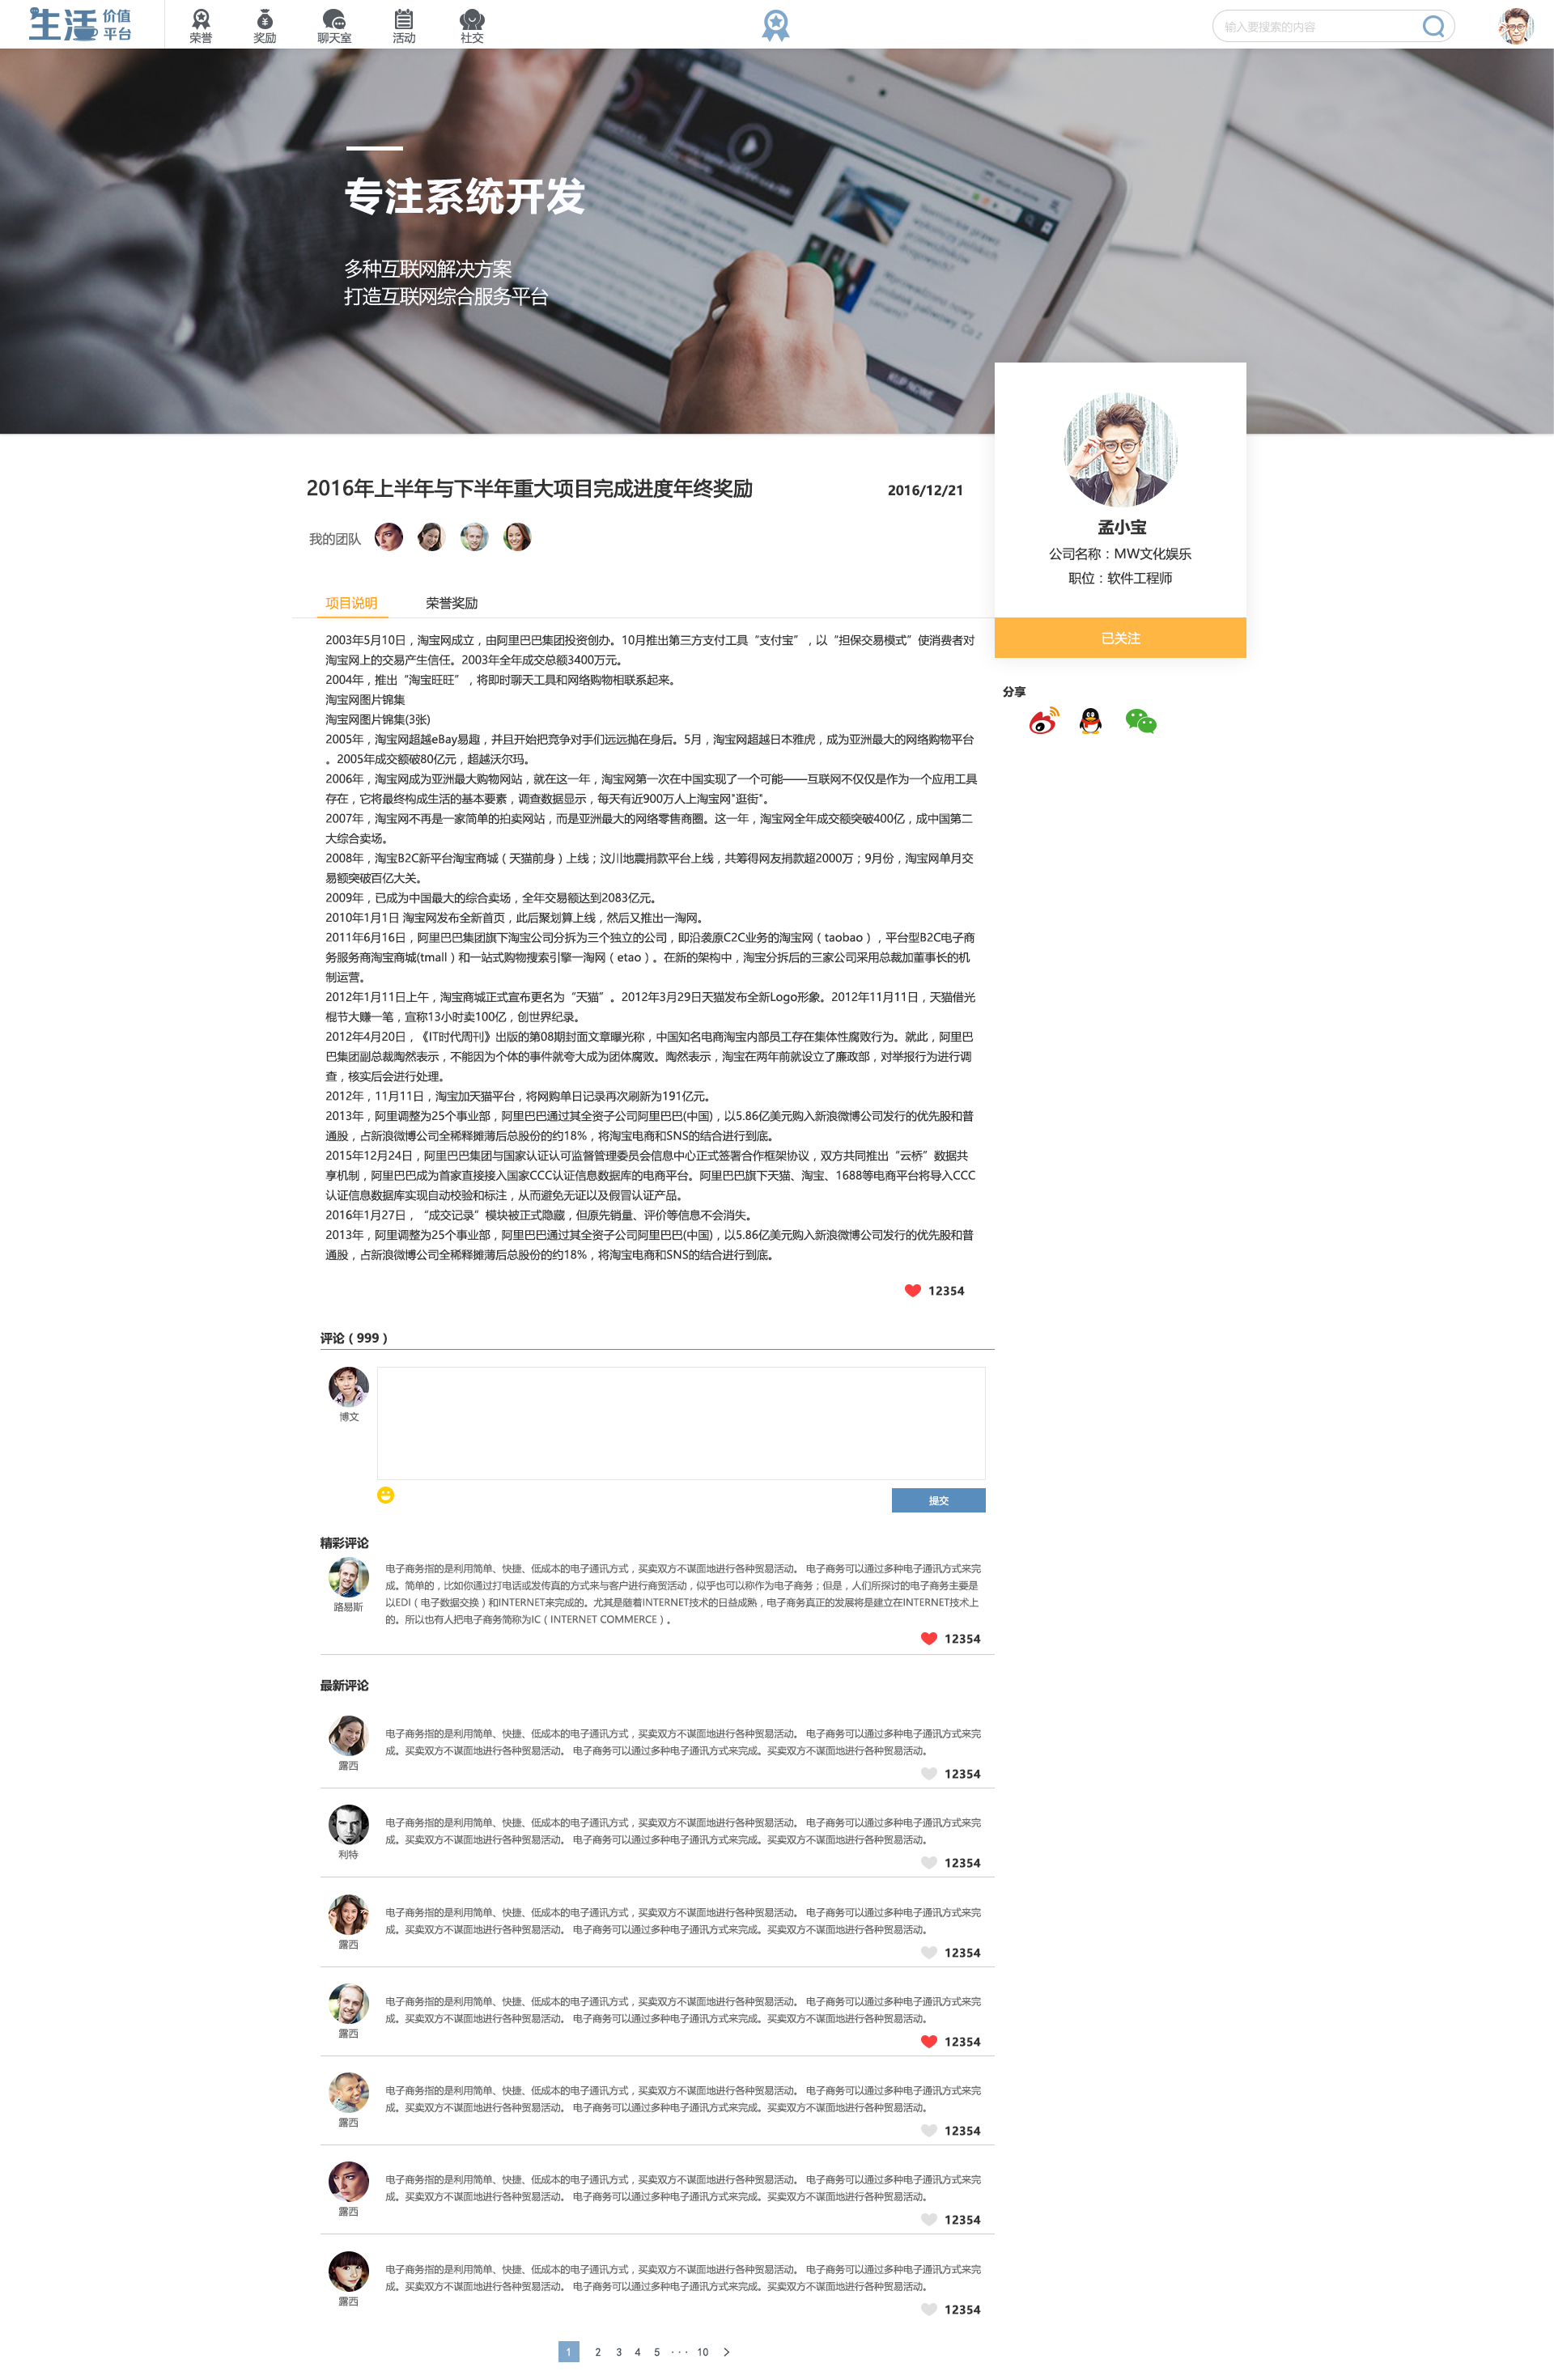 生活 价值平台
荣誉
奖励
聊天室
活动
社交
输入要搜索的内容
专注系统开发
多种互联网解决方案
打造互联网综合服务平台
2016年上半年与下半年重大项目完成进度年终奖励
2016/12/21
我的团队
孟小宝
公司名称：MW文化娱乐
职位：软件工程师
已关注
分享
项目说明 荣誉奖励
2003年5月10日，淘宝网成立，由阿里巴巴集团投资创办。10月推出第三方支付工具“支付宝”，以“担保交易模式”使消费者对
淘宝网上的交易产生信任。2003年全年成交总额3400万元。
2004年，推出“淘宝旺旺”，将即时聊天工具和网络购物相联系起来。
淘宝网图片锦集
淘宝网图片锦集(3张)
2005年，淘宝网超越eBay易趣，并且开始把竞争对手们远远抛在身后。5月，淘宝网超越日本雅虎，成为亚洲最大的网络购物平台
。2005年成交额破80亿元，超越沃尔玛。
2006年，淘宝网成为亚洲最大购物网站，就在这一年，淘宝网第一次在中国实现了一个可能——互联网不仅仅是作为一个应用工具
存在，它将最终构成生活的基本要素，调查数据显示，每天有近900万人上淘宝网"逛街"。
2007年，淘宝网不再是一家简单的拍卖网站，而是亚洲最大的网络零售商圈。这一年，淘宝网全年成交额突破400亿，成中国第二
大综合卖场。
2008年，淘宝B2C新平台淘宝商城（天猫前身）上线；汶川地震捐款平台上线，共筹得网友捐款超2000万；9月份，淘宝网单月交
易额突破百亿大关。
2009年，已成为中国最大的综合卖场，全年交易额达到2083亿元。
2010年1月1日 淘宝网发布全新首页，此后聚划算上线，然后又推出一淘网。
2011年6月16日，阿里巴巴集团旗下淘宝公司分拆为三个独立的公司，即沿袭原C2C业务的淘宝网（taobao），平台型B2C电子商
务服务商淘宝商城(tmall）和一站式购物搜索引擎一淘网（etao）。在新的架构中，淘宝分拆后的三家公司采用总裁加董事长的机
制运营。
2012年1月11日上午，淘宝商城正式宣布更名为“天猫”。2012年3月29日天猫发布全新Logo形象。2012年11月11日，天猫借光
棍节大赚一笔，宣称13小时卖100亿，创世界纪录。
2012年4月20日，《IT时代周刊》出版的第08期封面文章曝光称，中国知名电商淘宝内部员工存在集体性腐败行为。就此，阿里巴
巴集团副总裁陶然表示，不能因为个体的事件就夸大成为团体腐败。陶然表示，淘宝在两年前就设立了廉政部，对举报行为进行调
查，核实后会进行处理。
2012年，11月11日，淘宝加天猫平台，将网购单日记录再次刷新为191亿元。
2013年，阿里调整为25个事业部，阿里巴巴通过其全资子公司阿里巴巴(中国)，以5.86亿美元购入新浪微博公司发行的优先股和普
通股，占新浪微博公司全稀释摊薄后总股份的约18%，将淘宝电商和SNS的结合进行到底。
2015年12月24日，阿里巴巴集团与国家认证认可监督管理委员会信息中心正式签署合作框架协议，双方共同推出“云桥”数据共
享机制，阿里巴巴成为首家直接接入国家CCC认证信息数据库的电商平台。阿里巴巴旗下天猫、淘宝、1688等电商平台将导入CCC
认证信息数据库实现自动校验和标注，从而避免无证以及假冒认证产品。
2016年1月27日，“成交记录”模块被正式隐藏，但原先销量、评价等信息不会消失。
2013年，阿里调整为25个事业部，阿里巴巴通过其全资子公司阿里巴巴(中国)，以5.86亿美元购入新浪微博公司发行的优先股和普
通股，占新浪微博公司全稀释摊薄后总股份的约18%，将淘宝电商和SNS的结合进行到底。
12354
评论（999）
博文
提交
精彩评论
电子商务指的是利用简单、快捷、低成本的电子通讯方式，买卖双方不谋面地进行各种贸易活动。 电子商务可以通过多种电子通讯方式来完
成。简单的，比如你通过打电话或发传真的方式来与客户进行商贸活动，似乎也可以称作为电子商务；但是，人们所探讨的电子商务主要是
以EDI（电子数据交换）和INTERNET来完成的。尤其是随着INTERNET技术的日益成熟，电子商务真正的发展将是建立在INTERNET技术上
的。所以也有人把电子商务简称为IC（INTERNET COMMERCE）。
路易斯
12354
最新评论
电子商务指的是利用简单、快捷、低成本的电子通讯方式，买卖双方不谋面地进行各种贸易活动。 电子商务可以通过多种电子通讯方式来完
成。买卖双方不谋面地进行各种贸易活动。 电子商务可以通过多种电子通讯方式来完成。买卖双方不谋面地进行各种贸易活动。
露西
12354
电子商务指的是利用简单、快捷、低成本的电子通讯方式，买卖双方不谋面地进行各种贸易活动。 电子商务可以通过多种电子通讯方式来完
成。买卖双方不谋面地进行各种贸易活动。 电子商务可以通过多种电子通讯方式来完成。买卖双方不谋面地进行各种贸易活动。
利特
12354
电子商务指的是利用简单、快捷、低成本的电子通讯方式，买卖双方不谋面地进行各种贸易活动。 电子商务可以通过多种电子通讯方式来完
成。买卖双方不谋面地进行各种贸易活动。 电子商务可以通过多种电子通讯方式来完成。买卖双方不谋面地进行各种贸易活动。
露西
12354
电子商务指的是利用简单、快捷、低成本的电子通讯方式，买卖双方不谋面地进行各种贸易活动。 电子商务可以通过多种电子通讯方式来完
成。买卖双方不谋面地进行各种贸易活动。 电子商务可以通过多种电子通讯方式来完成。买卖双方不谋面地进行各种贸易活动。
露西
12354
电子商务指的是利用简单、快捷、低成本的电子通讯方式，买卖双方不谋面地进行各种贸易活动。 电子商务可以通过多种电子通讯方式来完
成。买卖双方不谋面地进行各种贸易活动。 电子商务可以通过多种电子通讯方式来完成。买卖双方不谋面地进行各种贸易活动。
露西
12354
电子商务指的是利用简单、快捷、低成本的电子通讯方式，买卖双方不谋面地进行各种贸易活动。 电子商务可以通过多种电子通讯方式来完
成。买卖双方不谋面地进行各种贸易活动。 电子商务可以通过多种电子通讯方式来完成。买卖双方不谋面地进行各种贸易活动。
露西
12354
电子商务指的是利用简单、快捷、低成本的电子通讯方式，买卖双方不谋面地进行各种贸易活动。 电子商务可以通过多种电子通讯方式来完
成。买卖双方不谋面地进行各种贸易活动。 电子商务可以通过多种电子通讯方式来完成。买卖双方不谋面地进行各种贸易活动。
露西
12354
1 2 3 4 5 ··· 10 >